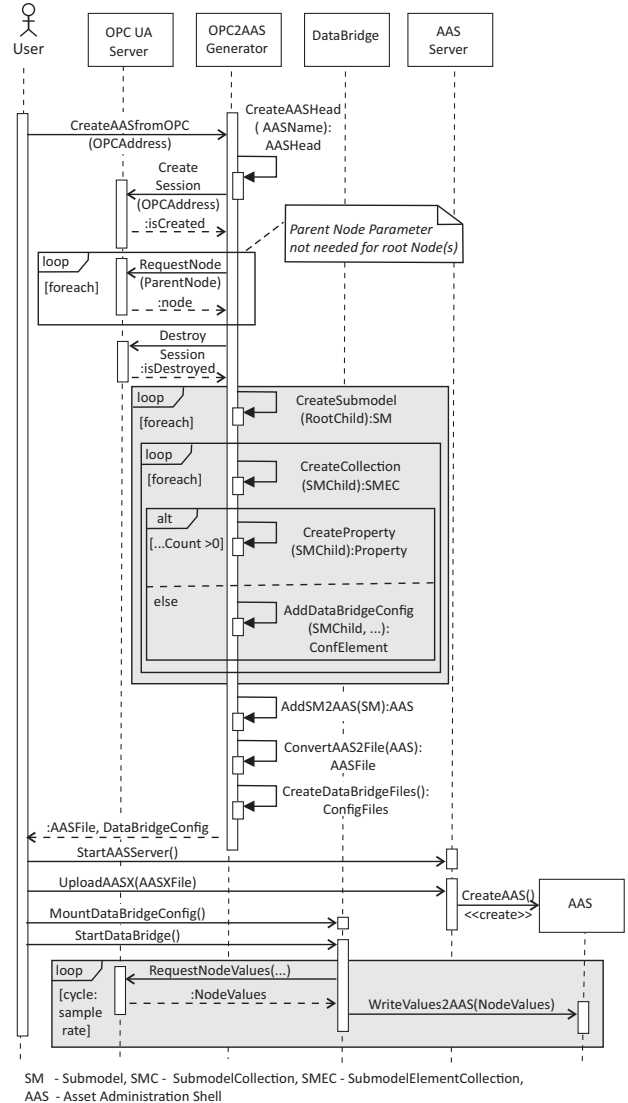 User
OPC UA
Server
OPC2AAS
Generator
DataBridge
AAS
Server
CreateAASfromOPC
(OPCAddress)
CreateAASHead
( AASName):
AASHead
Create
Session
(OPCAddress)
:isCreated
Parent Node Parameter
not needed for root Node(s)
loop
[foreach]
RequestNode
(ParentNode)
:node
Destroy
Session
:isDestroyed
loop
[foreach]
CreateSubmodel
(RootChild):SM
loop
[foreach]
CreateCollection
(SMChild):SMEC
alt
[...Count >0]
CreateProperty
(SMChild):Property
else
AddDataBridgeConfig
(SMChild, ...):
ConfElement
AddSM2AAS(SM):AAS
ConvertAAS2File(AAS):
AASFile
CreateDataBridgeFiles():
ConfigFiles
:AASFile, DataBridgeConfig
StartAASServer()
UploadAASX(AASXFile)
CreateAAS()
<<create>>
AAS
MountDataBridgeConfig()
StartDataBridge()
loop
[cycle:
sample
rate]
RequestNodeValues(...)
:NodeValues
WriteValues2AAS(NodeValues)
SM - Submodel, SMC - SubmodelCollection, SMEC - SubmodelElementCollection,
AAS - Asset Administration Shell